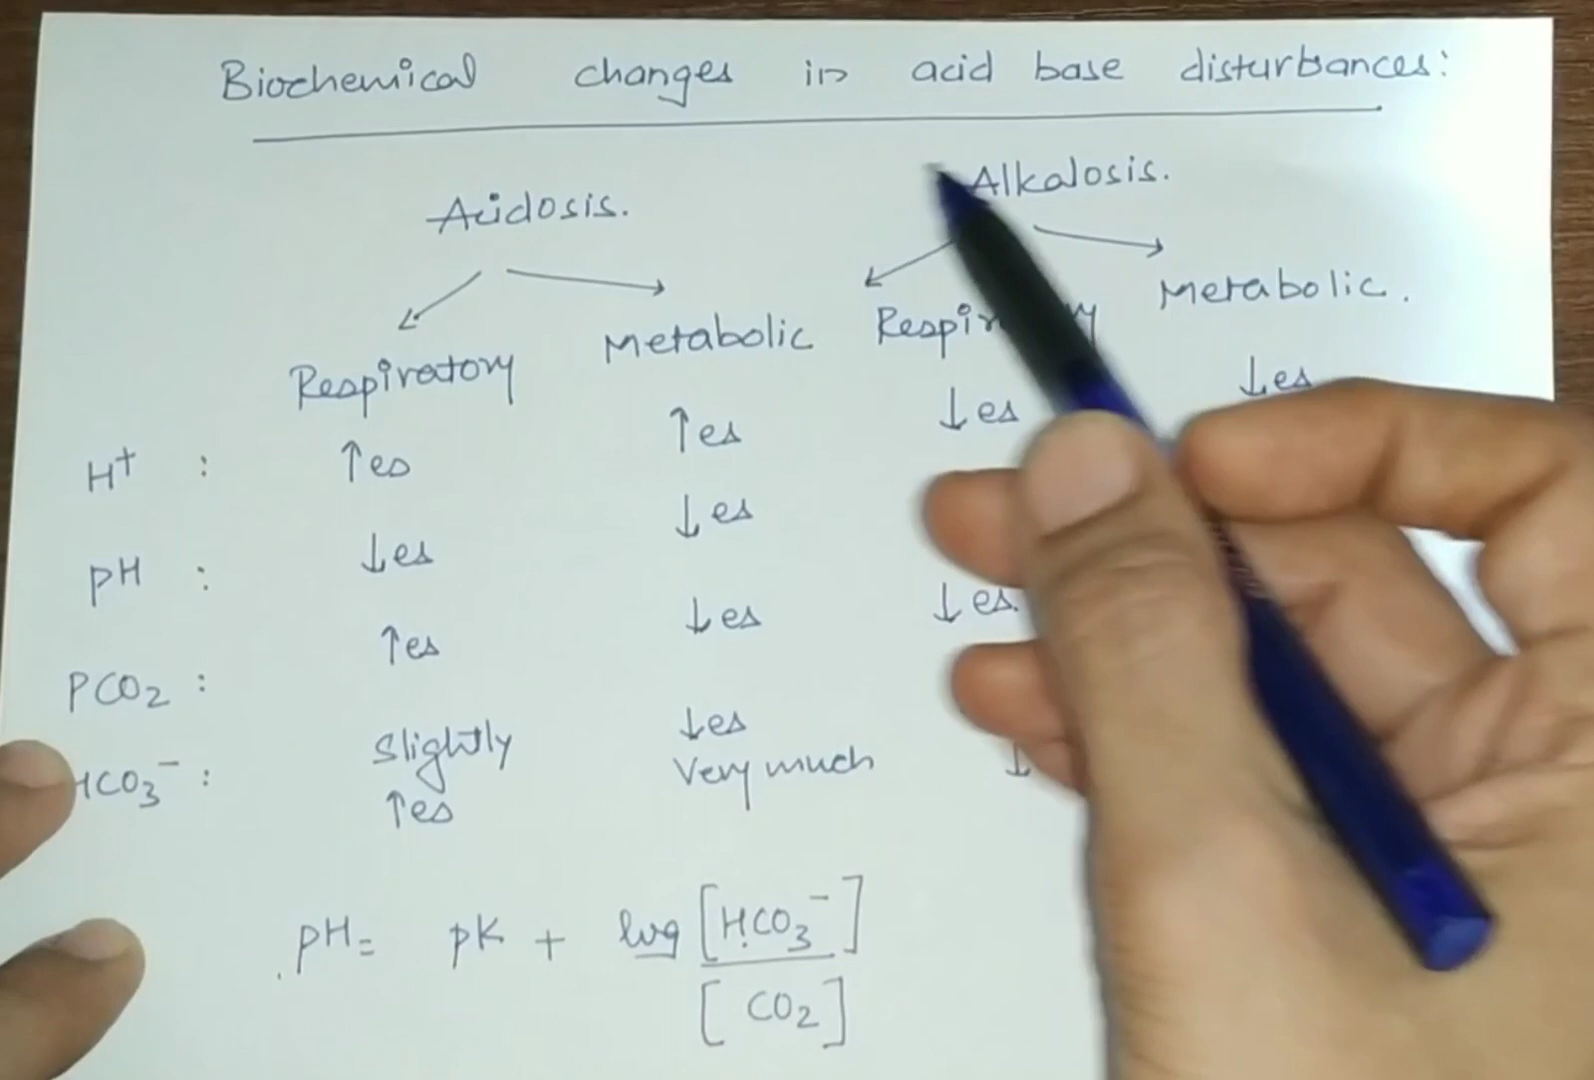 Biochemical changes in acid base disturbances:
Acidosis. Alkalosis.
Respiratory Metabolic Metabolic.
H+ : ↑es ↑es ↓es ↓es
pH : ↓es ↓es
PCO2 : ↑es ↓es ↓es.
HCO3- : Slightly ↑es ↓es Very much ↓
pH = pK + log [HCO3-]
[CO2]